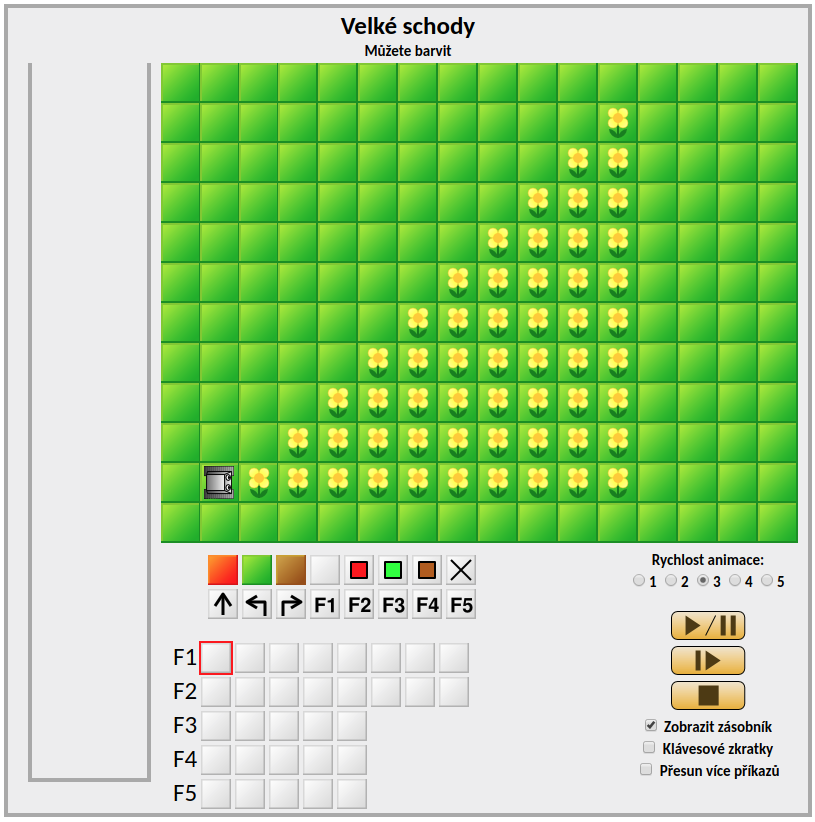 Velké schody
Můžete barvit
Rychlost animace:
1 2 3 4 5
F1 F2 F3 F4 F5
F1
F2
F3
F4
F5
Zobrazit zásobník
Klávesové zkratky
Přesun více příkazů